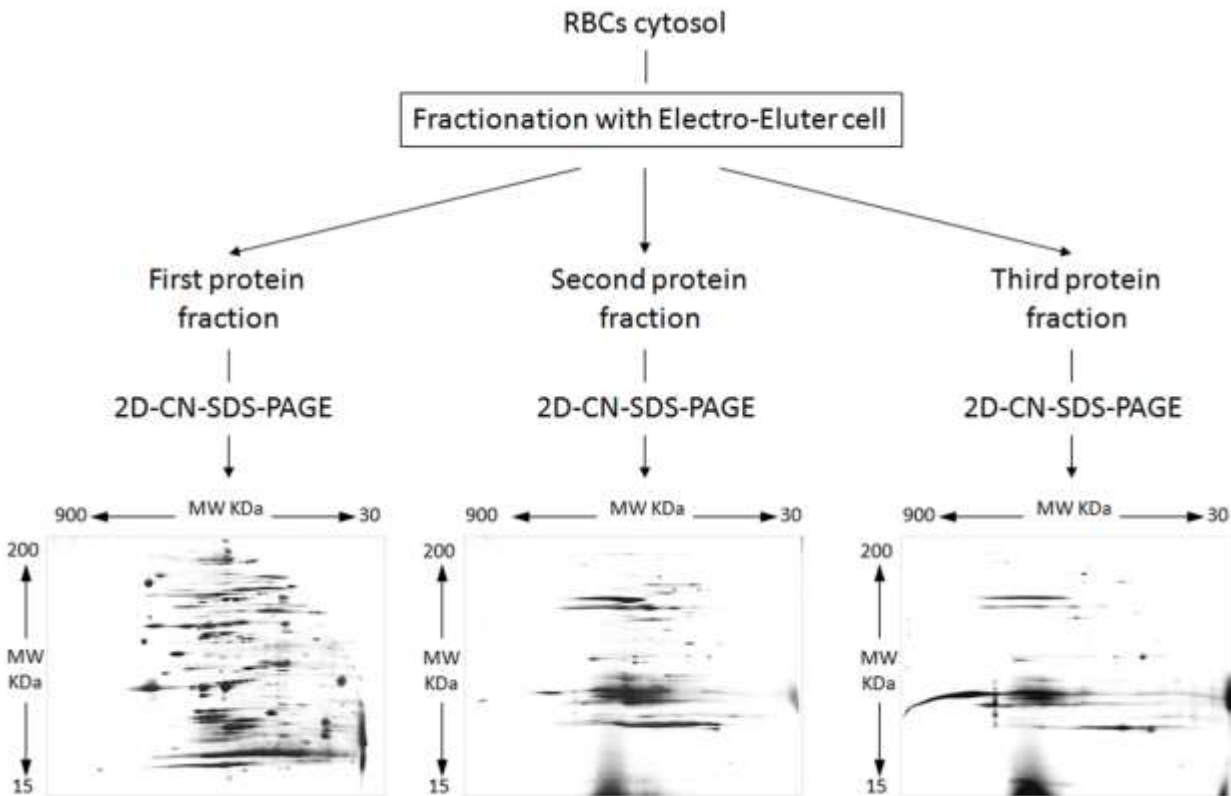 RBCs cytosol
Fractionation with Electro-Eluter cell
First protein
fraction
Second protein
fraction
Third protein
fraction
2D-CN-SDS-PAGE
2D-CN-SDS-PAGE
2D-CN-SDS-PAGE
900 MW KDa 30
900 MW KDa 30
900 MW KDa 30
200
MW
KDa
15
200
MW
KDa
15
200
MW
KDa
15